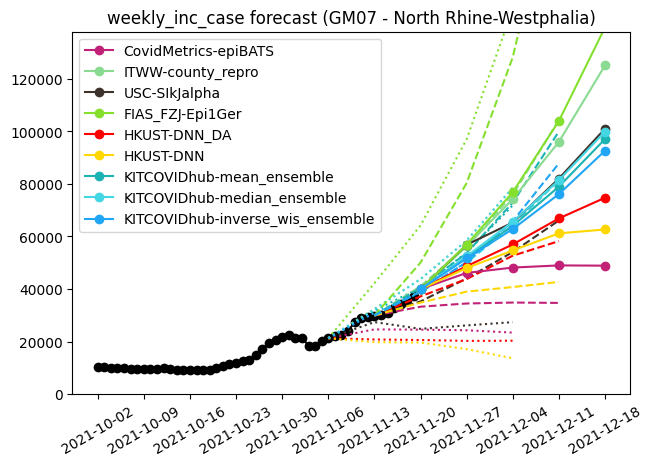 weekly_inc_case forecast (GM07 - North Rhine-Westphalia)
CovidMetrics-epiBATS
ITWW-county_repro
USC-SIkJalpha
FIAS_FZJ-Epi1Ger
HKUST-DNN_DA
HKUST-DNN
KITCOVIDhub-mean_ensemble
KITCOVIDhub-median_ensemble
KITCOVIDhub-inverse_wis_ensemble
120000
100000
80000
60000
40000
20000
0
2021-10-02
2021-10-09
2021-10-16
2021-10-23
2021-10-30
2021-11-06
2021-11-13
2021-11-20
2021-11-27
2021-12-04
2021-12-11
2021-12-18